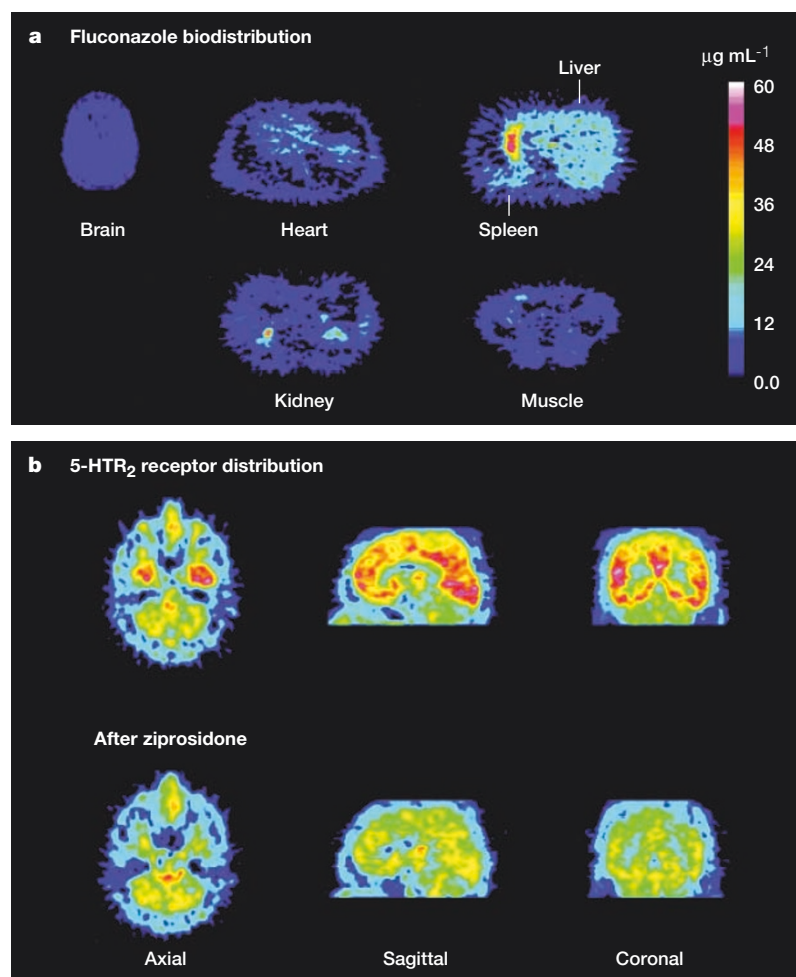 a Fluconazole biodistribution
µg mL-1
Liver
60
48
36
24
12
0.0
Brain
Heart
Spleen
Kidney
Muscle
b 5-HTR2 receptor distribution
After ziprosidone
Axial
Sagittal
Coronal